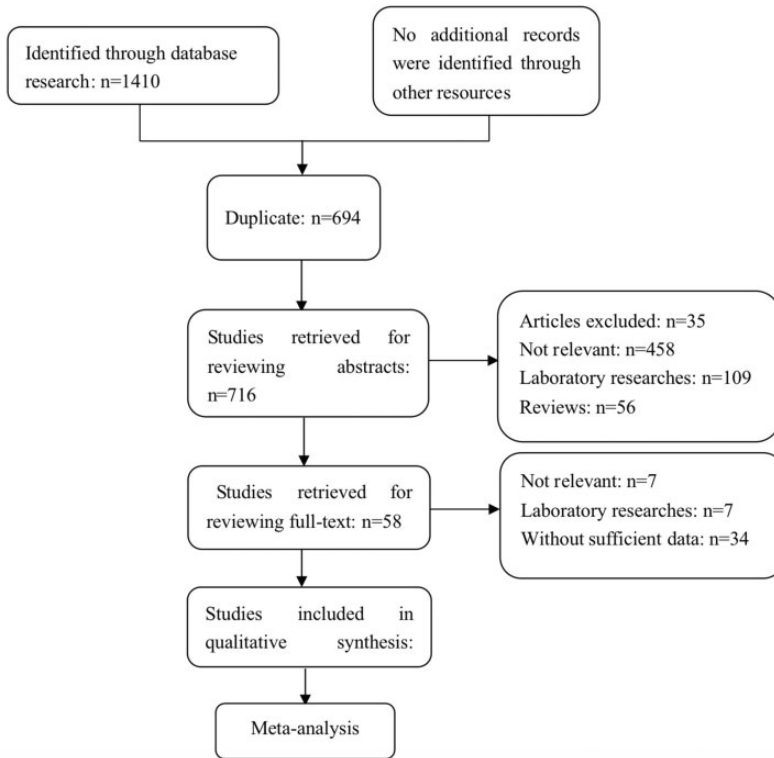 Identified through database
research: n=1410
No additional records
were identified through
other resources
Duplicate: n=694
Studies retrieved for
reviewing abstracts:
n=716
Articles excluded: n=35
Not relevant: n=458
Laboratory researches: n=109
Reviews: n=56
Studies retrieved for
reviewing full-text: n=58
Not relevant: n=7
Laboratory researches: n=7
Without sufficient data: n=34
Studies included in
qualitative synthesis:
Meta-analysis